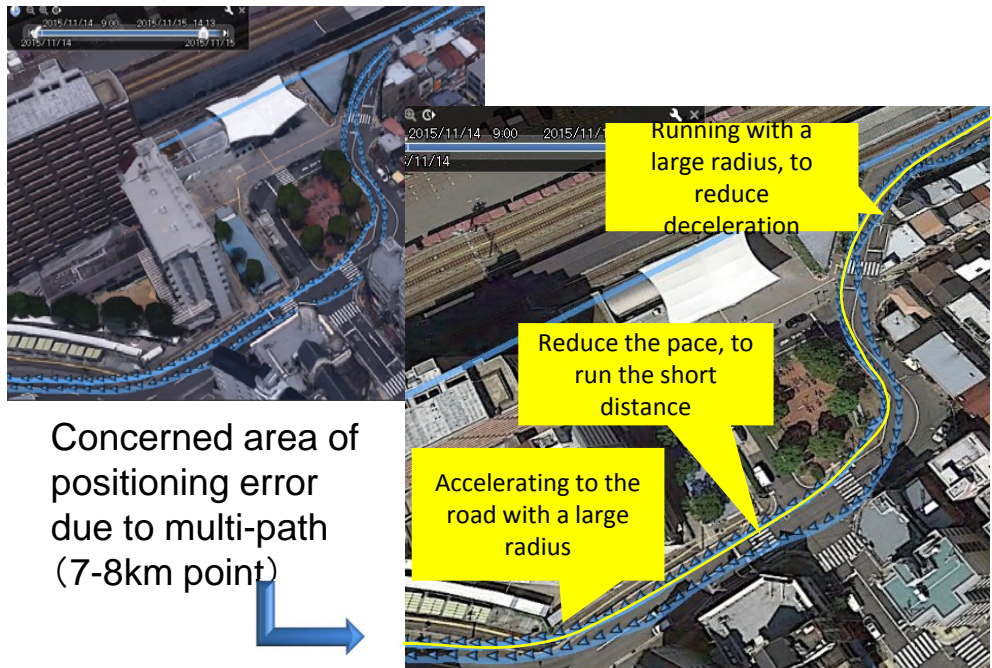 2015/11/14 9:00 2015/11/15 14:13
2015/11/14 2015/11/15
2015/11/14 9:00 2015/11/1
/11/14
Running with a
large radius, to
reduce
deceleration
Reduce the pace, to
run the short
distance
Accelerating to the
road with a large
radius
Concerned area of
positioning error
due to multi-path
（7-8km point）